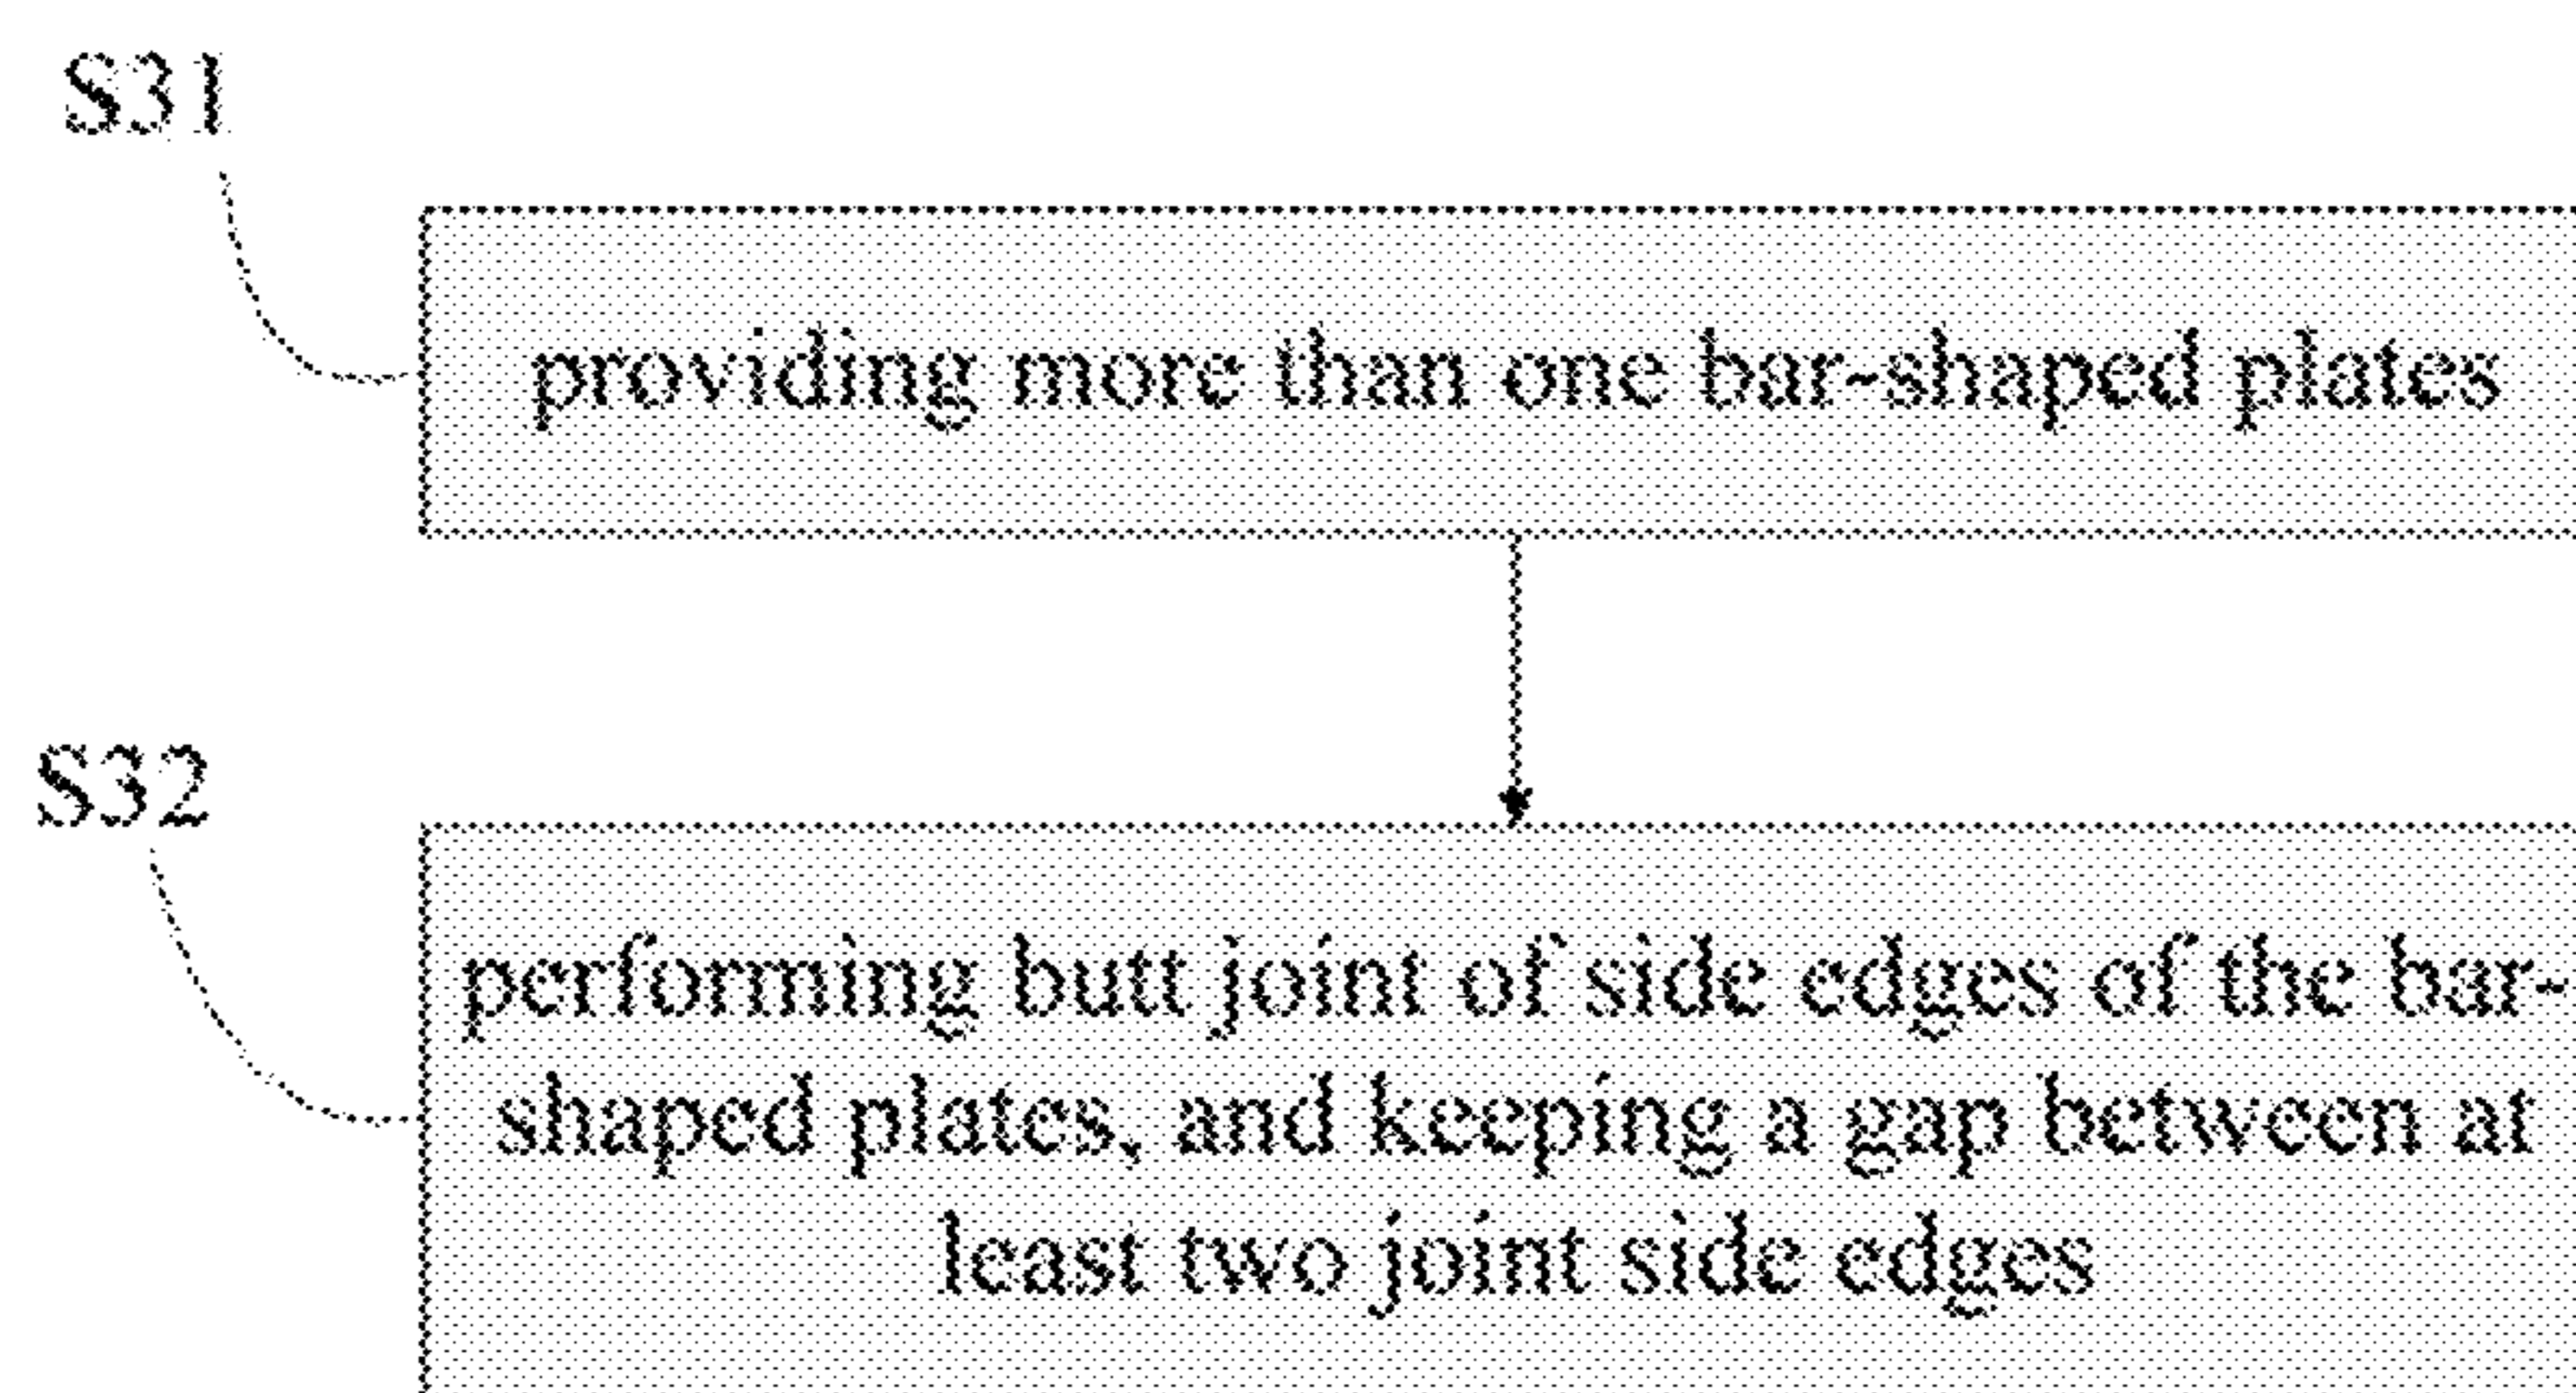 S31
providing more than one bar-shaped plates
S32
performing butt joint of side edges of the bar-
shaped plates, and keeping a gap between at
least two joint side edges